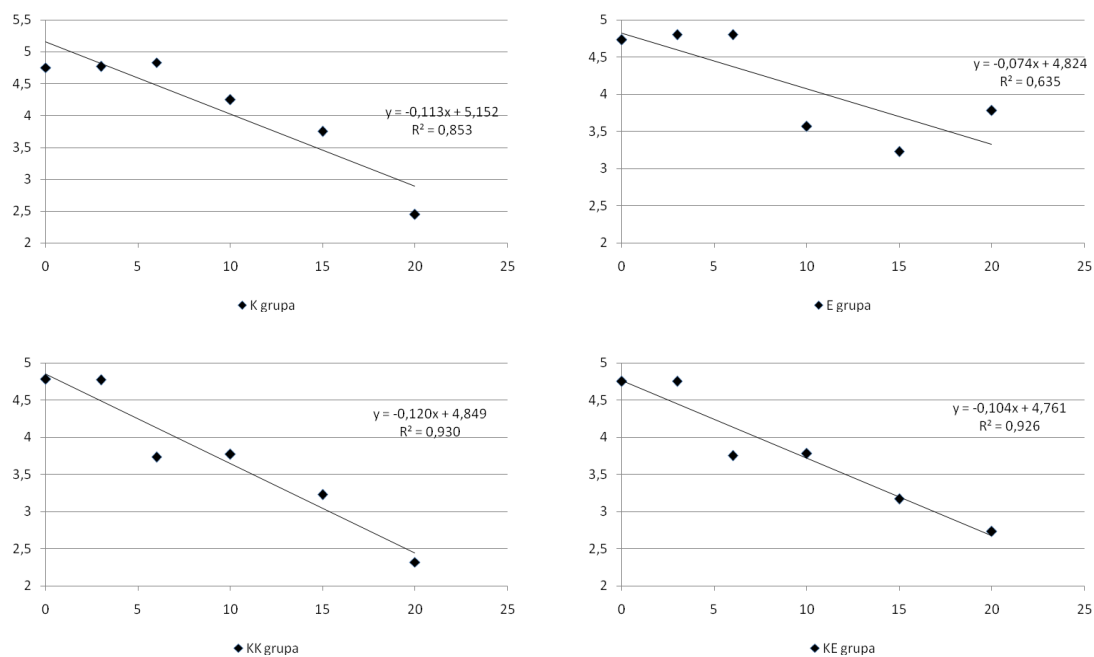 5,5
5
4,5
4
3,5
3
2,5
2
0 5 10 15 20 25
y = -0,113x + 5,152
R² = 0,853
K grupa
5
4,5
4
3,5
3
2,5
2
0 5 10 15 20 25
y = -0,074x + 4,824
R² = 0,635
E grupa
5
4,5
4
3,5
3
2,5
2
0 5 10 15 20 25
y = -0,120x + 4,849
R² = 0,930
KK grupa
5
4,5
4
3,5
3
2,5
2
0 5 10 15 20 25
y = -0,104x + 4,761
R² = 0,926
KE grupa